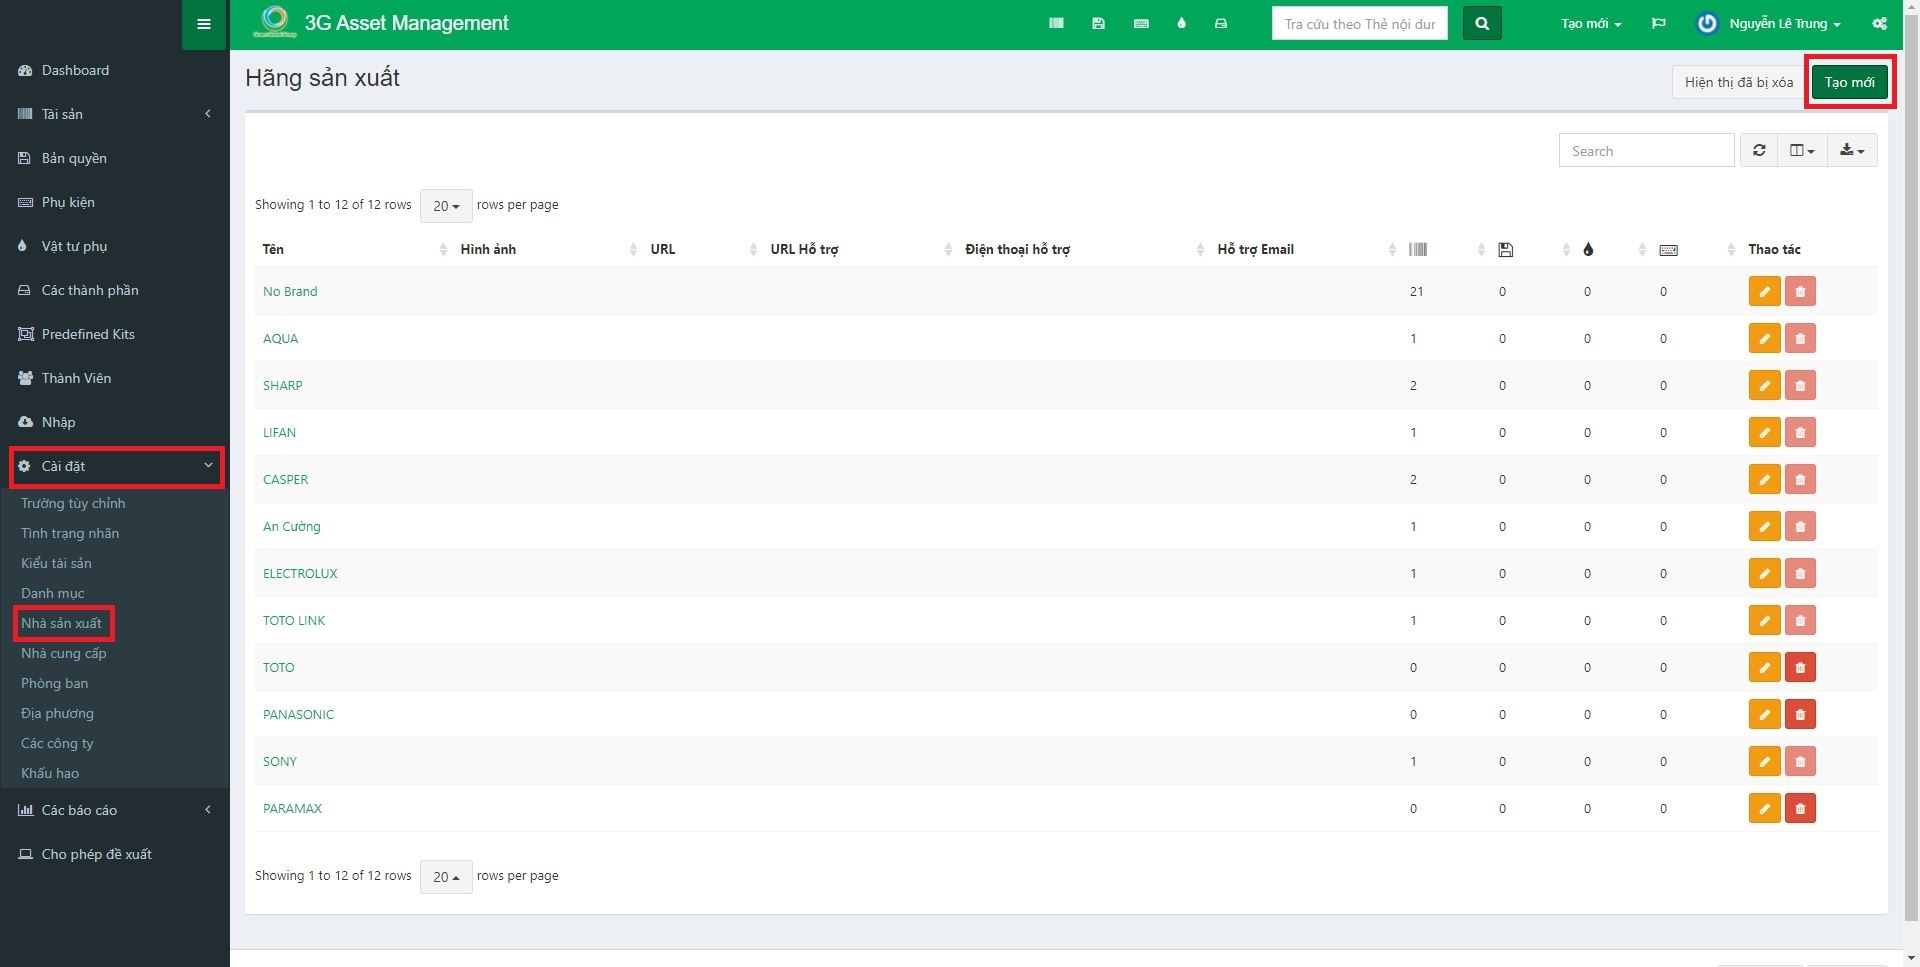 3G Asset Management
Tra cứu theo Thẻ nội dur
Tạo mới
Nguyễn Lê Trung
Dashboard
Tài sản
Bản quyền
Phụ kiện
Vật tư phụ
Các thành phần
Predefined Kits
Thành Viên
Nhập
Cài đặt
Trường tùy chỉnh
Tình trạng nhãn
Kiểu tài sản
Danh mục
Nhà sản xuất
Nhà cung cấp
Phòng ban
Địa phương
Các công ty
Khấu hao
Các báo cáo
Cho phép đề xuất
Hãng sản xuất
Hiện thị đã bị xóa
Tạo mới
Search
Showing 1 to 12 of 12 rows 20 rows per page
Tên Hình ảnh URL URL Hỗ trợ Điện thoại hỗ trợ Hỗ trợ Email Thao tác
No Brand 21 0 0 0
AQUA 1 0 0 0
SHARP 2 0 0 0
LIFAN 1 0 0 0
CASPER 2 0 0 0
An Cường 1 0 0 0
ELECTROLUX 1 0 0 0
TOTO LINK 1 0 0 0
TOTO 0 0 0 0
PANASONIC 0 0 0 0
SONY 1 0 0 0
PARAMAX 0 0 0 0
Showing 1 to 12 of 12 rows 20 rows per page